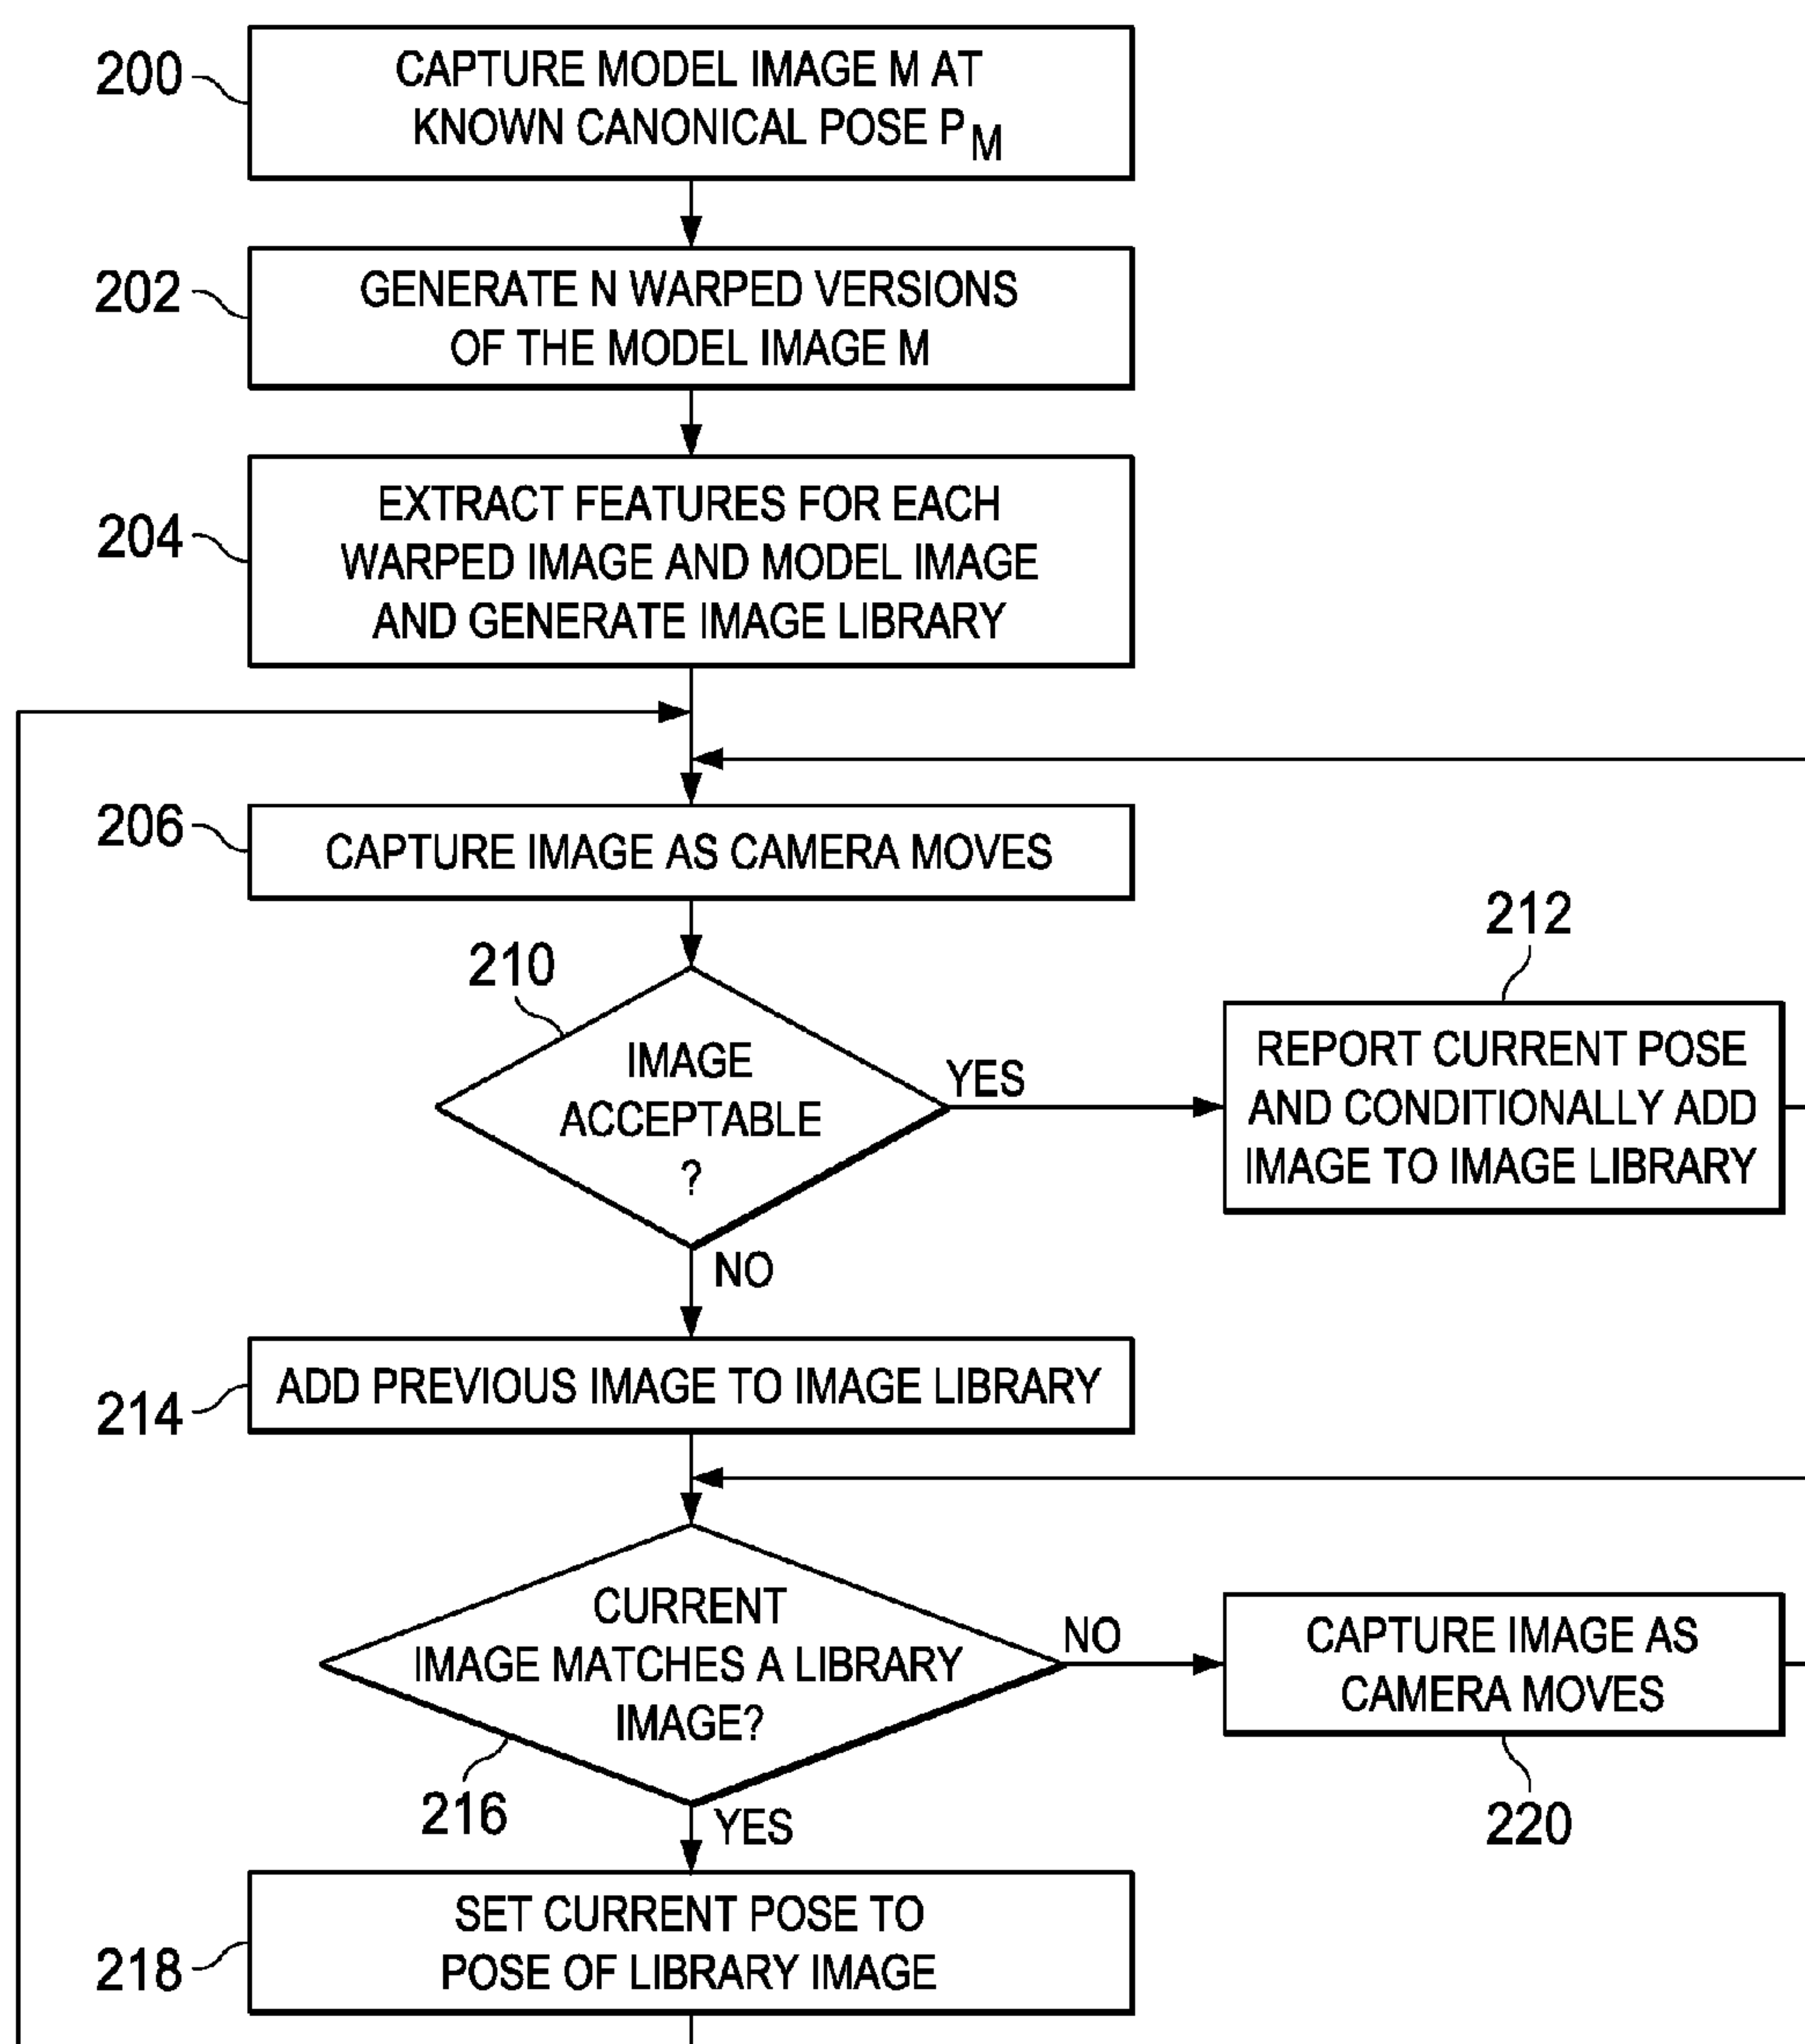 200
CAPTURE MODEL IMAGE M AT
KNOWN CANONICAL POSE PM
202
GENERATE N WARPED VERSIONS
OF THE MODEL IMAGE M
204
EXTRACT FEATURES FOR EACH
WARPED IMAGE AND MODEL IMAGE
AND GENERATE IMAGE LIBRARY
206
CAPTURE IMAGE AS CAMERA MOVES
210
IMAGE
ACCEPTABLE
?
YES
212
REPORT CURRENT POSE
AND CONDITIONALLY ADD
IMAGE TO IMAGE LIBRARY
NO
214
ADD PREVIOUS IMAGE TO IMAGE LIBRARY
CURRENT
IMAGE MATCHES A LIBRARY
IMAGE?
216
NO
CAPTURE IMAGE AS
CAMERA MOVES
220
YES
218
SET CURRENT POSE TO
POSE OF LIBRARY IMAGE